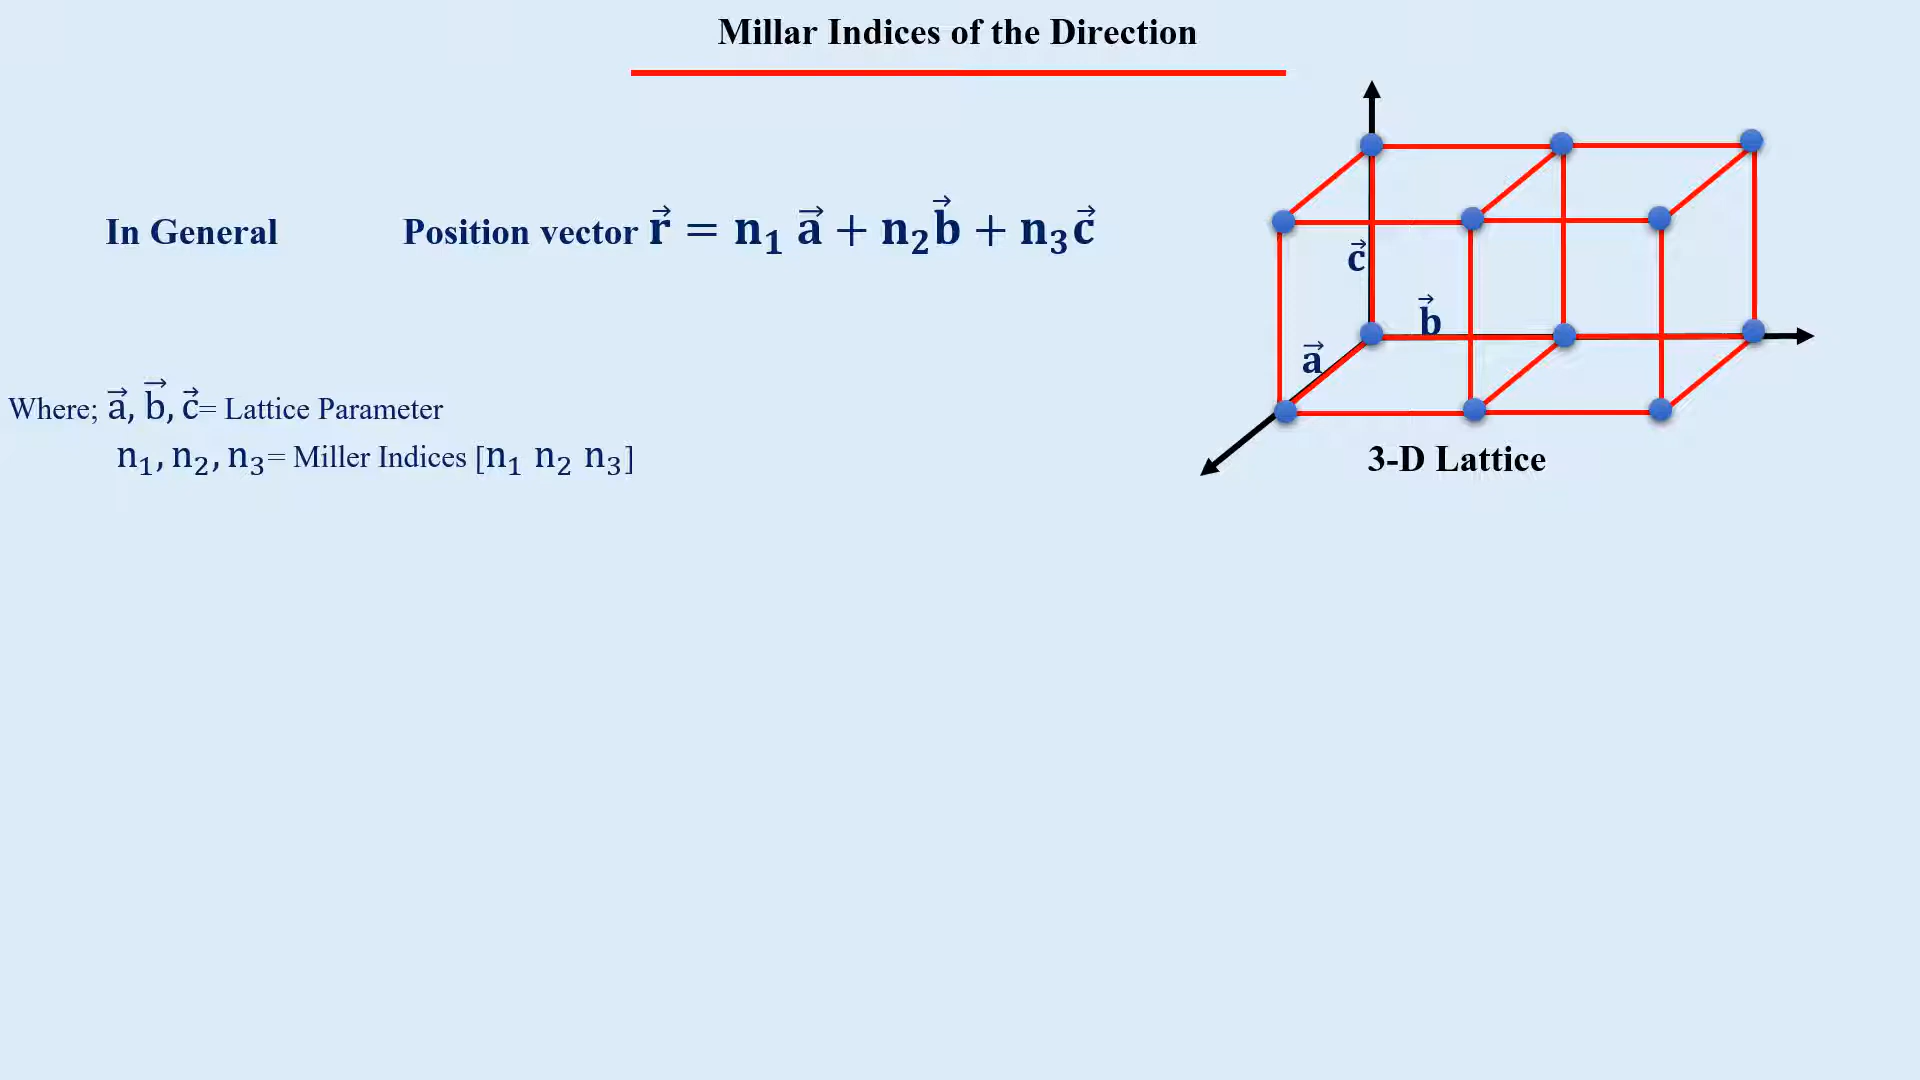 Millar Indices of the Direction
In General Position vector r⃗ = n₁ a⃗ + n₂b⃗ + n₃c⃗
c⃗
b⃗
a⃗
Where; a⃗, b⃗, c⃗= Lattice Parameter
n₁, n₂, n₃= Miller Indices [n₁ n₂ n₃]
3-D Lattice